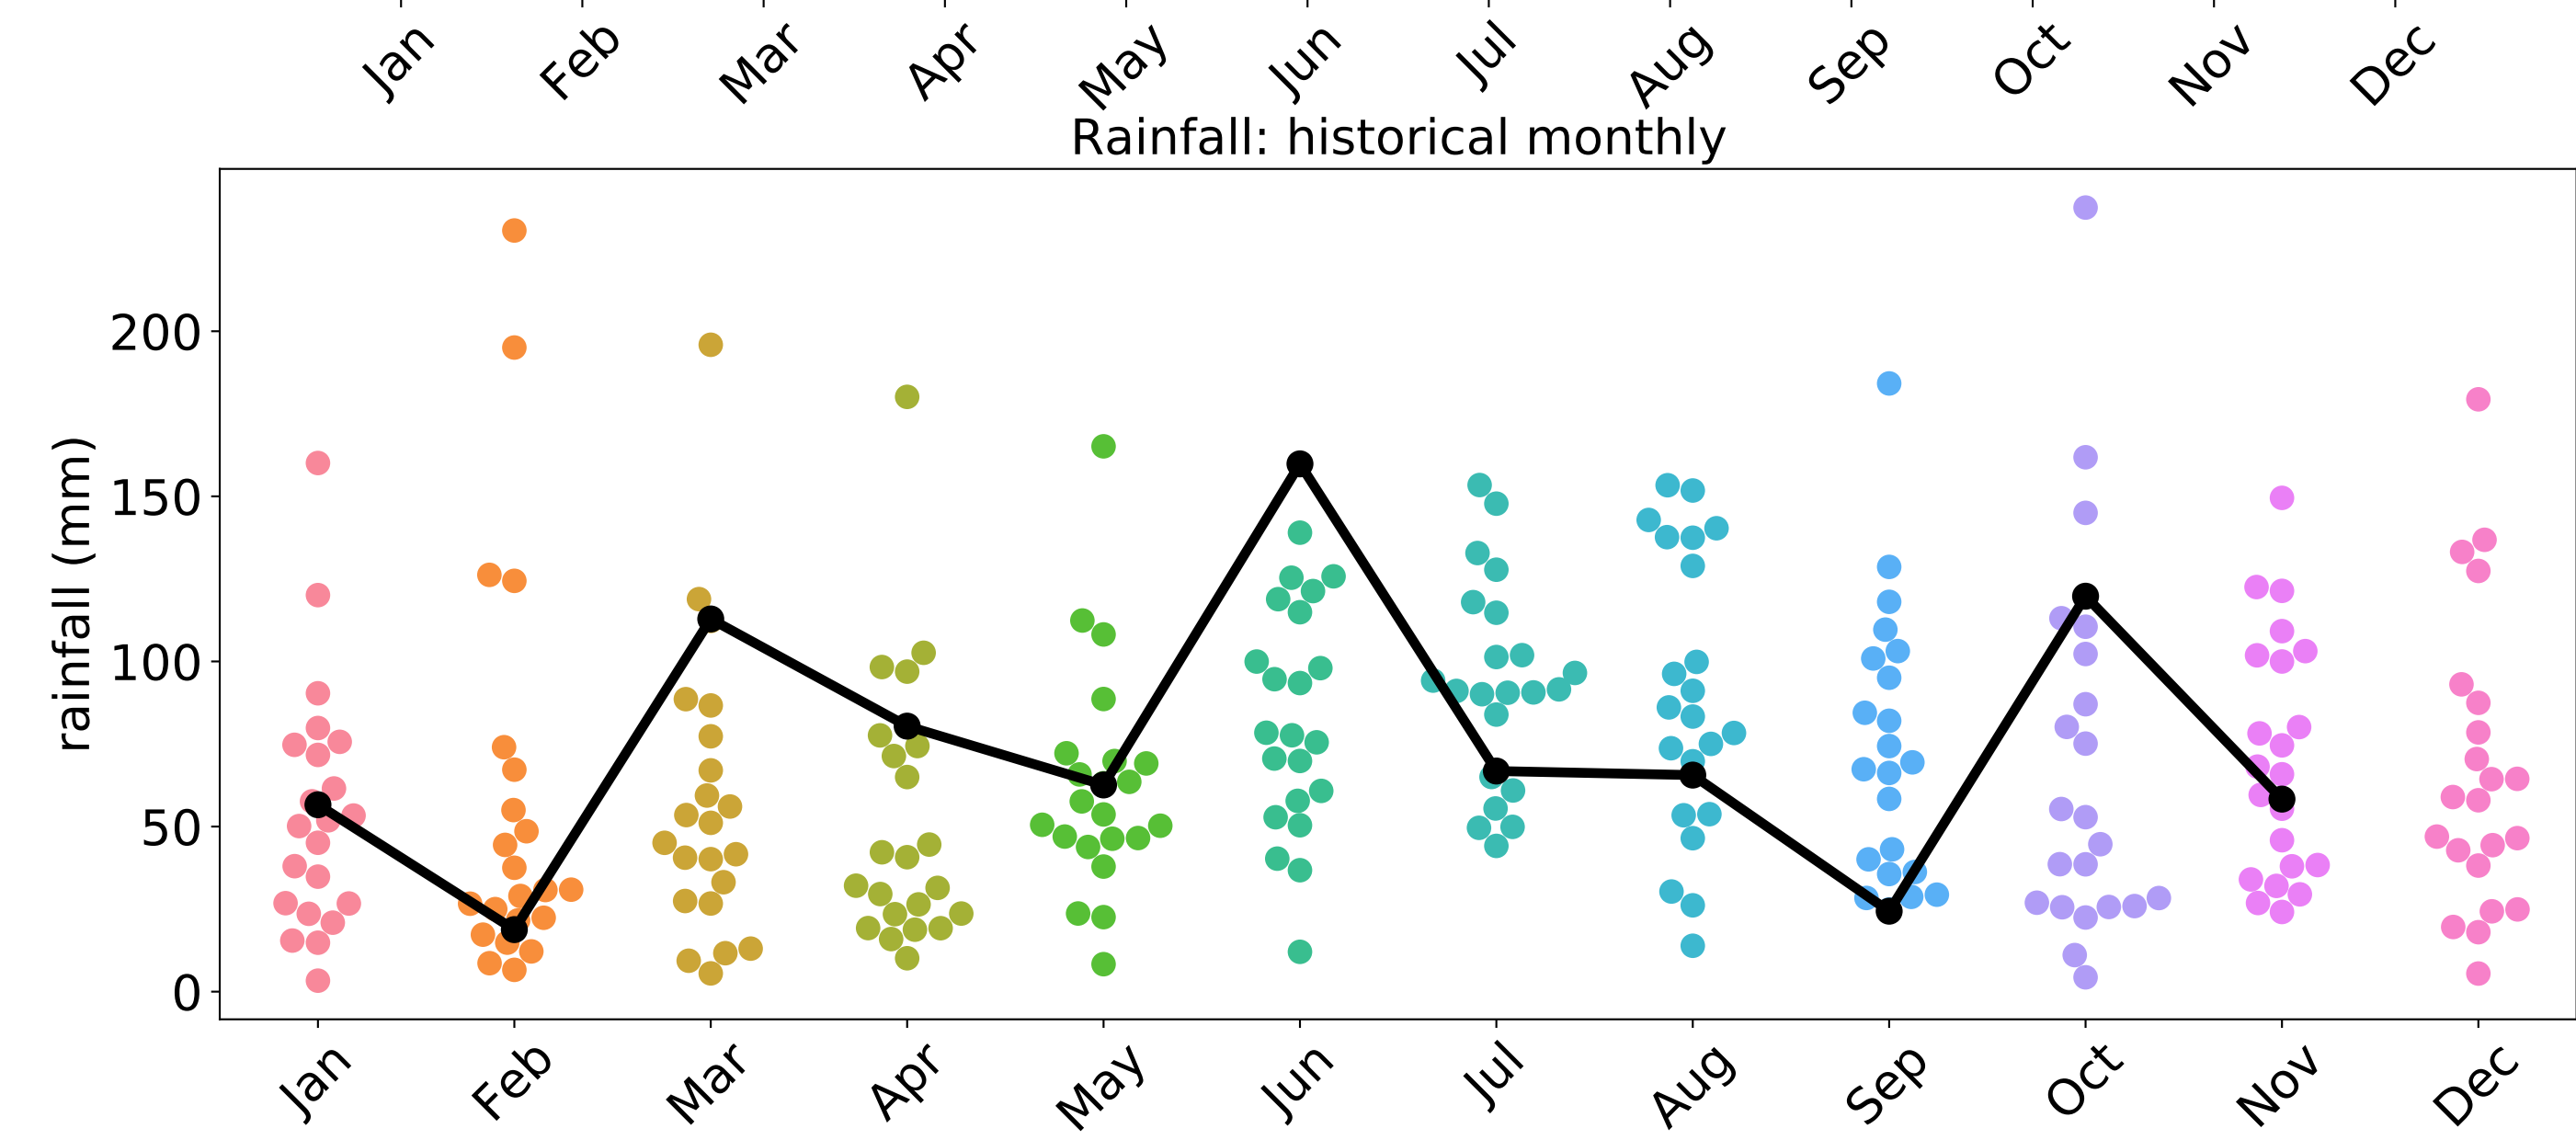 Jan Feb Mar Apr May Jun Jul Aug Sep Oct Nov Dec
Rainfall: historical monthly
rainfall (mm)
200
150
100
50
0
Jan Feb Mar Apr May Jun Jul Aug Sep Oct Nov Dec